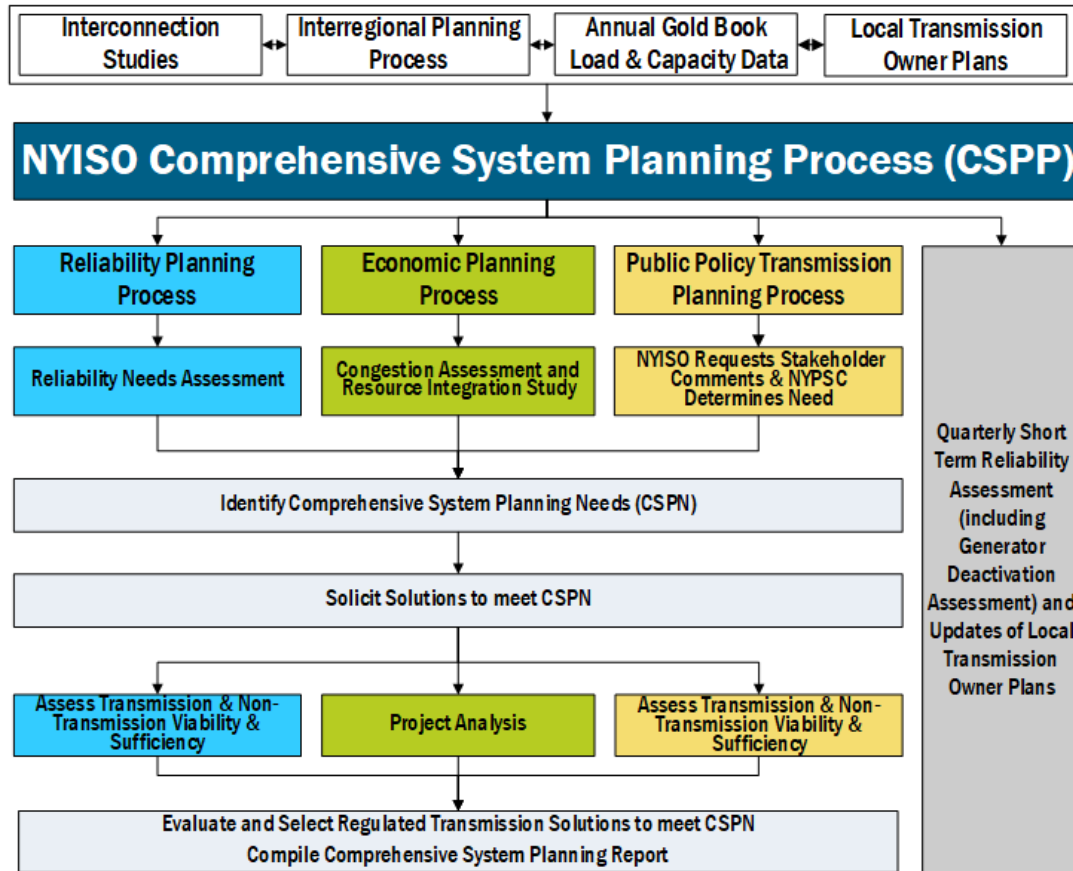 Interconnection
Studies
Interregional Planning
Process
Annual Gold Book
Load & Capacity Data
Local Transmission
Owner Plans
NYISO Comprehensive System Planning Process (CSPP)
Reliability Planning
Process
Economic Planning
Process
Public Policy Transmission
Planning Process
Reliability Needs Assessment
Congestion Assessment and
Resource Integration Study
NYISO Requests Stakeholder
Comments & NYPSC
Determines Need
Identify Comprehensive System Planning Needs (CSPN)
Solicit Solutions to meet CSPN
Assess Transmission & Non-
Transmission Viability &
Sufficiency
Project Analysis
Assess Transmission & Non-
Transmission Viability &
Sufficiency
Evaluate and Select Regulated Transmission Solutions to meet CSPN
Compile Comprehensive System Planning Report
Quarterly Short
Term Reliability
Assessment
(including
Generator
Deactivation
Assessment) and
Updates of Local
Transmission
Owner Plans